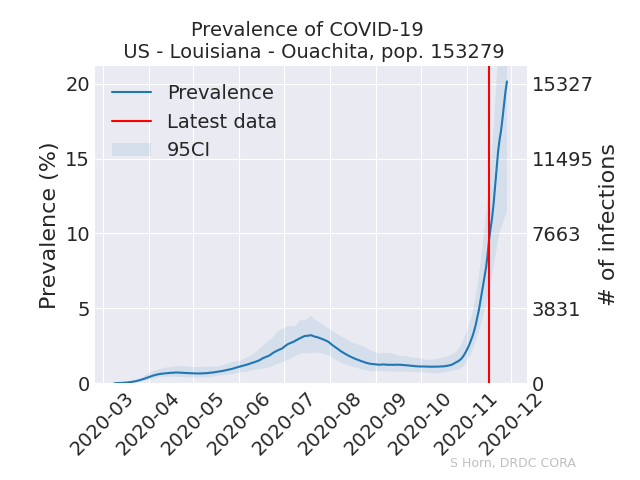 Prevalence of COVID-19
US - Louisiana - Ouachita, pop. 153279
Prevalence
Latest data
95CI
Prevalence (%)
20
15
10
5
0
15327
11495
7663
3831
0
# of infections
2020-03
2020-04
2020-05
2020-06
2020-07
2020-08
2020-09
2020-10
2020-11
2020-12
S Horn, DRDC CORA